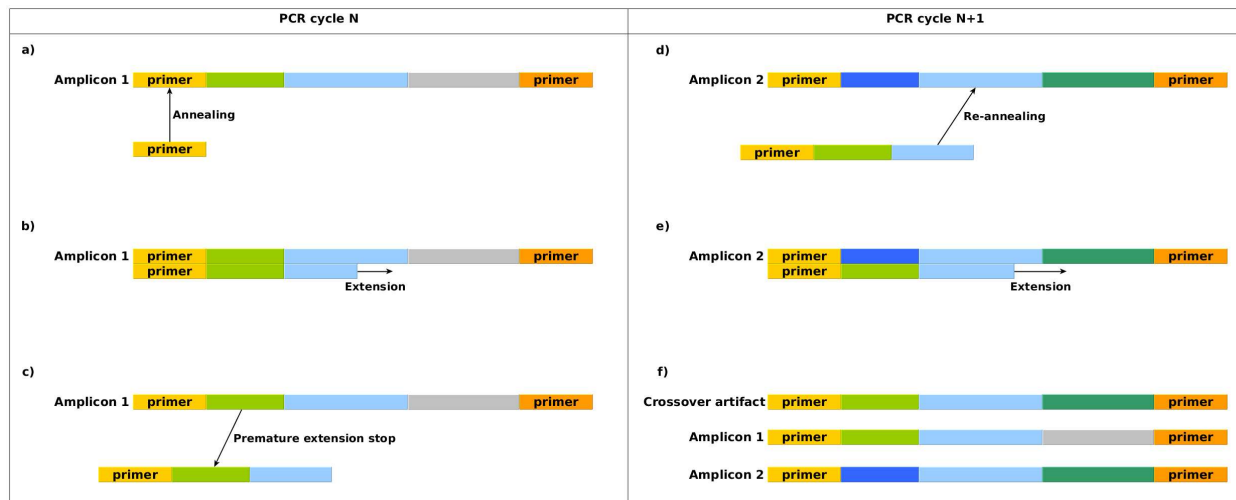 PCR cycle N
PCR cycle N+1
a)
Amplicon 1 primer primer
Annealing
primer
b)
Amplicon 1 primer primer
primer
Extension
c)
Amplicon 1 primer primer
Premature extension stop
primer
d)
Amplicon 2 primer primer
Re-annealing
primer
e)
Amplicon 2 primer primer
primer
Extension
f)
Crossover artifact primer primer
Amplicon 1 primer primer
Amplicon 2 primer primer